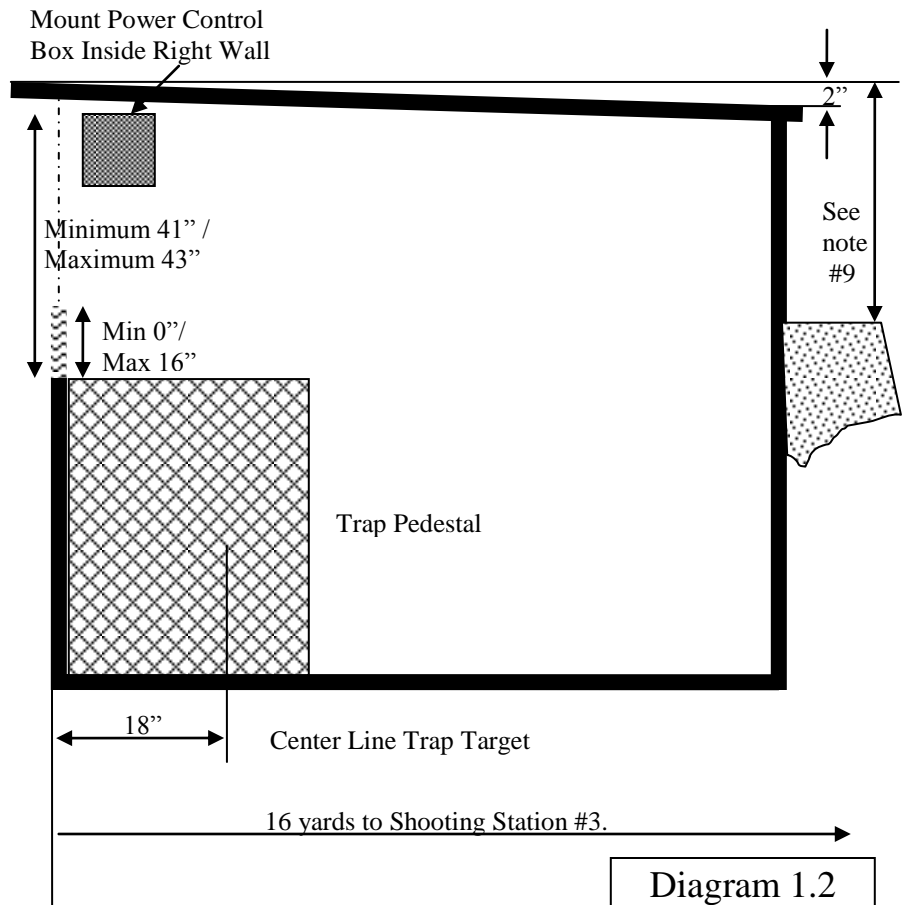 Mount Power Control
Box Inside Right Wall
2”
See
note
#9
Minimum 41” /
Maximum 43”
Min 0”/
Max 16”
Trap Pedestal
18”
Center Line Trap Target
16 yards to Shooting Station #3.
Diagram 1.2